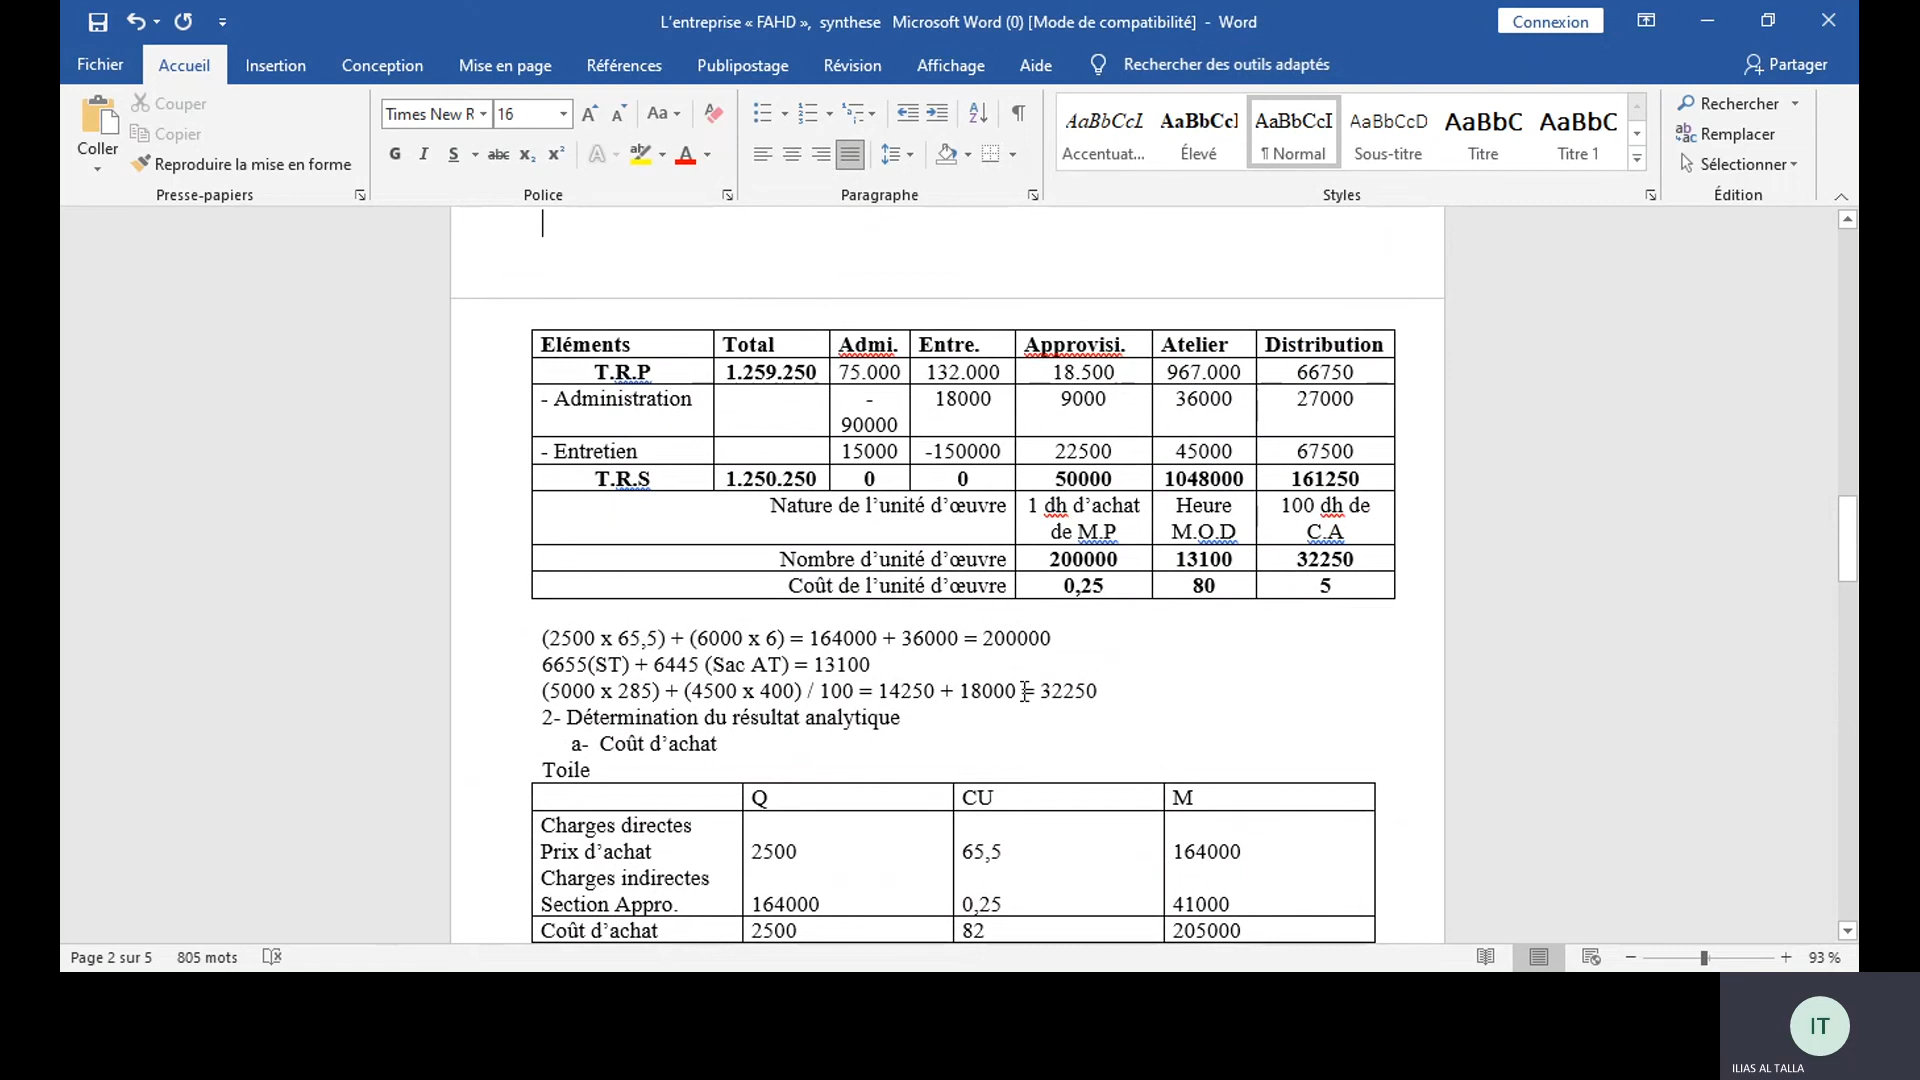 L'entreprise « FAHD », synthese Microsoft Word (0) [Mode de compatibilité] - Word
Connexion
Fichier Accueil Insertion Conception Mise en page Références Publipostage Révision Affichage Aide Rechercher des outils adaptés Partager
Coller
Couper
Copier
Reproduire la mise en forme
Presse-papiers
Times New R 16
G I S abc x₂ x²
Police
Paragraphe
AaBbCcI AaBbCcI AaBbCcI AaBbCcD AaBbC AaBbC
Accentuat... Élevé ¶ Normal Sous-titre Titre Titre 1
Styles
Rechercher
Remplacer
Sélectionner
Édition
Eléments Total Admi. Entre. Approvisi. Atelier Distribution
T.R.P 1.259.250 75.000 132.000 18.500 967.000 66750
- Administration - 90000 18000 9000 36000 27000
- Entretien 15000 -150000 22500 45000 67500
T.R.S 1.250.250 0 0 50000 1048000 161250
Nature de l'unité d'œuvre 1 dh d'achat de M.P Heure M.O.D 100 dh de C.A
Nombre d'unité d'œuvre 200000 13100 32250
Coût de l'unité d'œuvre 0,25 80 5
(2500 x 65,5) + (6000 x 6) = 164000 + 36000 = 200000
6655(ST) + 6445 (Sac AT) = 13100
(5000 x 285) + (4500 x 400) / 100 = 14250 + 18000 = 32250
2- Détermination du résultat analytique
a- Coût d'achat
Toile
Q CU M
Charges directes
Prix d'achat 2500 65,5 164000
Charges indirectes
Section Appro. 164000 0,25 41000
Coût d'achat 2500 82 205000
Page 2 sur 5 805 mots 93 %
IT
ILIAS AL TALLA